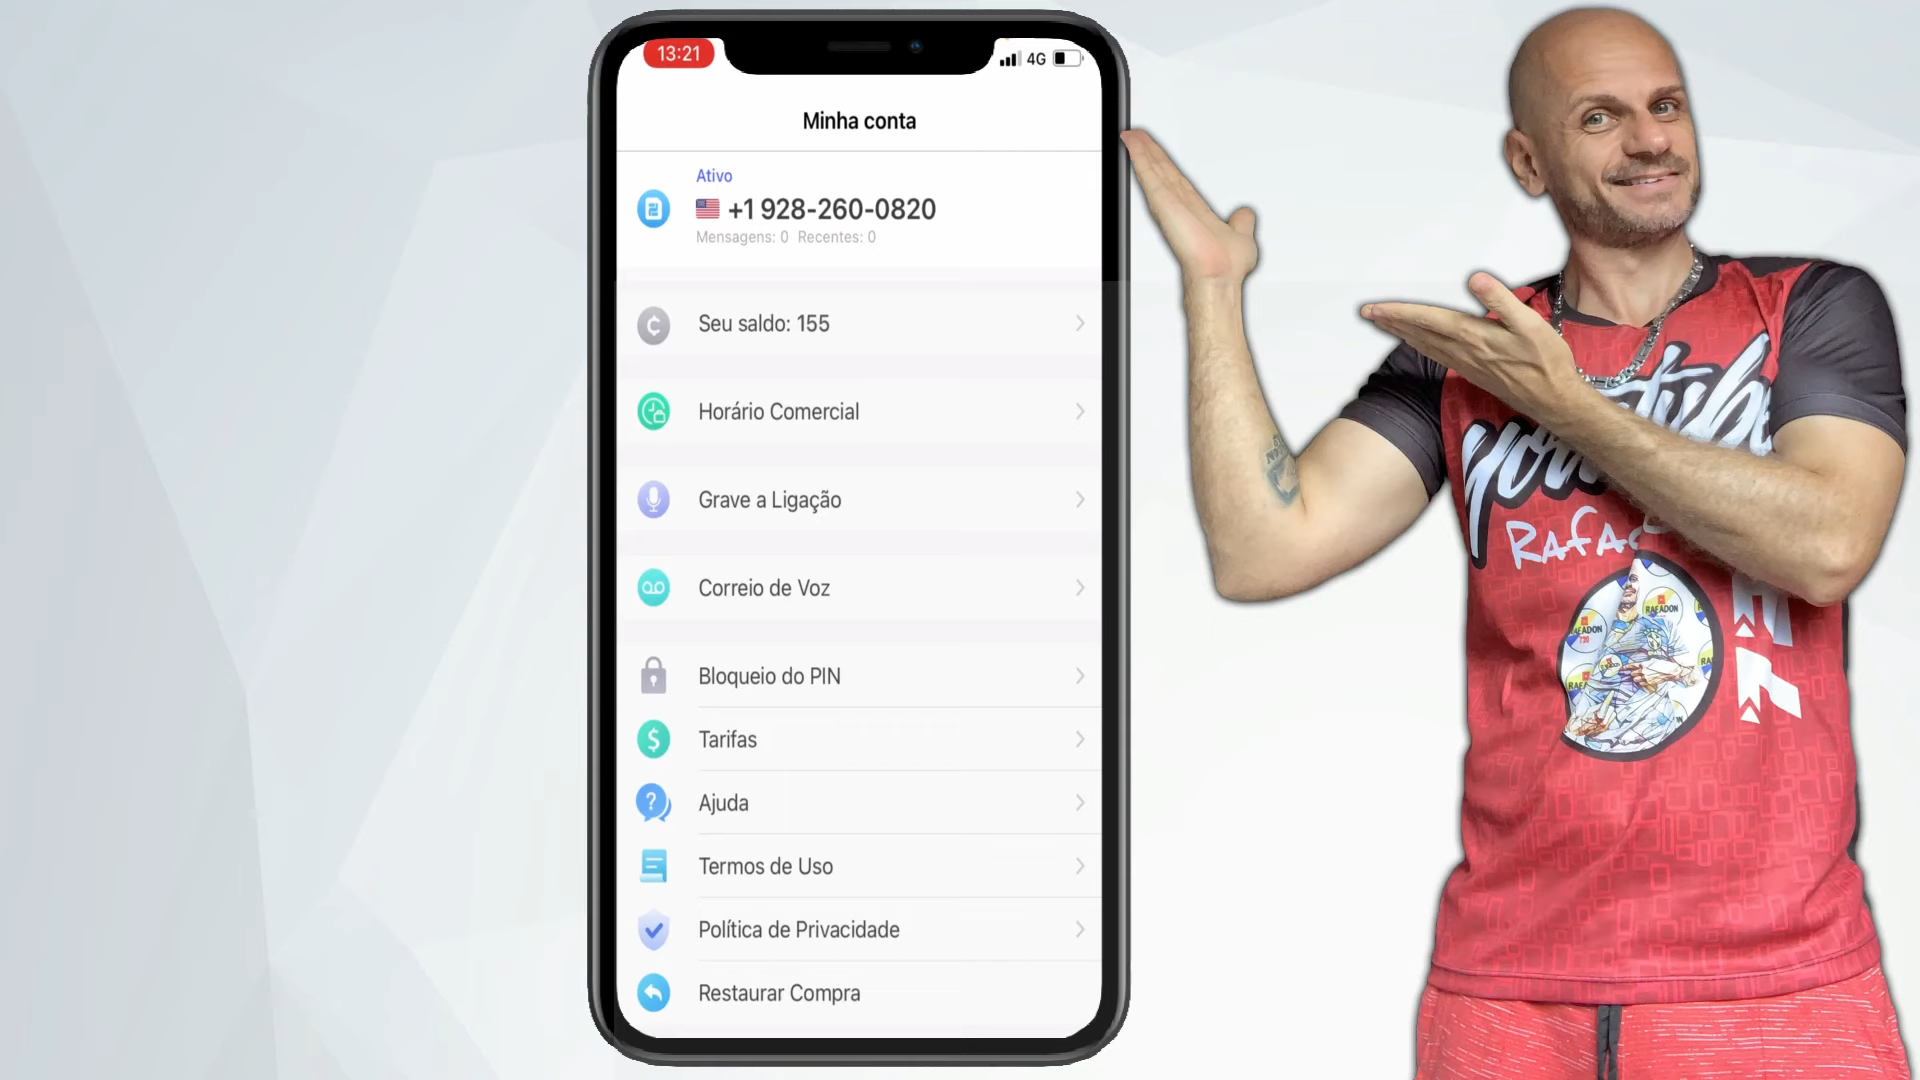 13:21
4G
Minha conta
Ativo
+1 928-260-0820
Mensagens: 0 Recentes: 0
Seu saldo: 155
Horário Comercial
Grave a Ligação
Correio de Voz
Bloqueio do PIN
Tarifas
Ajuda
Termos de Uso
Política de Privacidade
Restaurar Compra
RAFADON